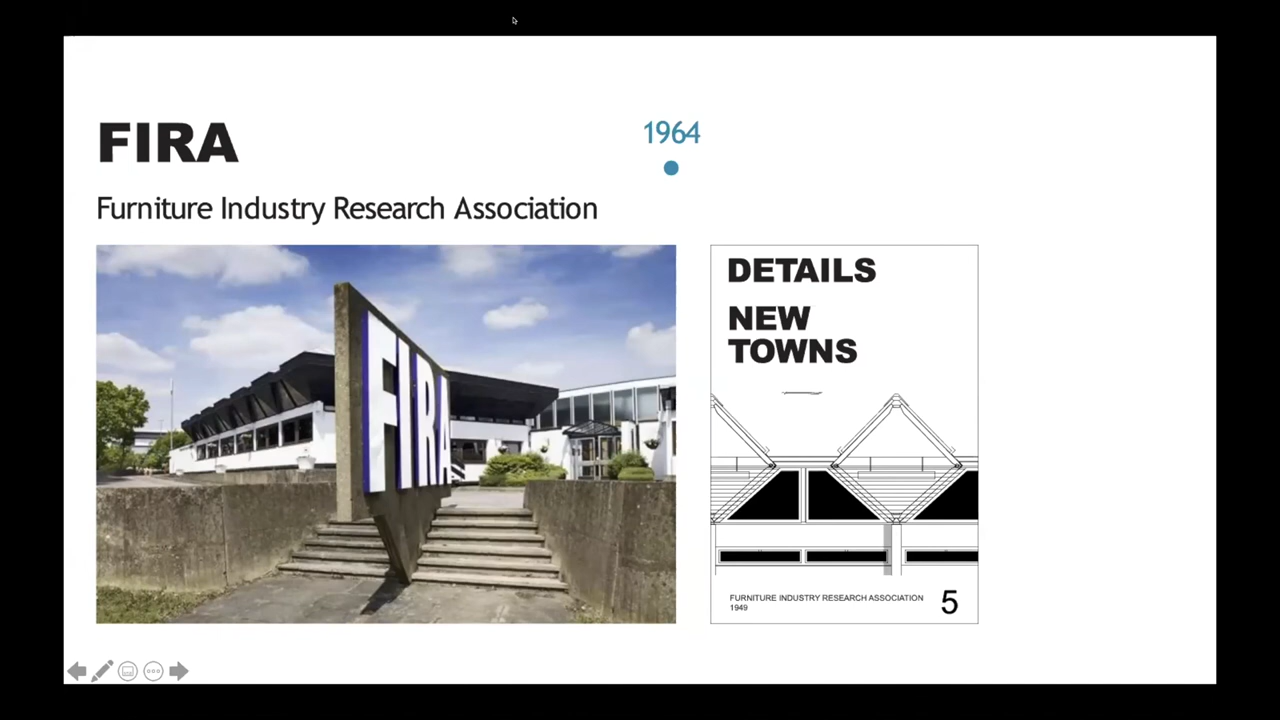 FIRA
1964
Furniture Industry Research Association
FIRA
DETAILS
NEW
TOWNS
FURNITURE INDUSTRY RESEARCH ASSOCIATION
1949
5